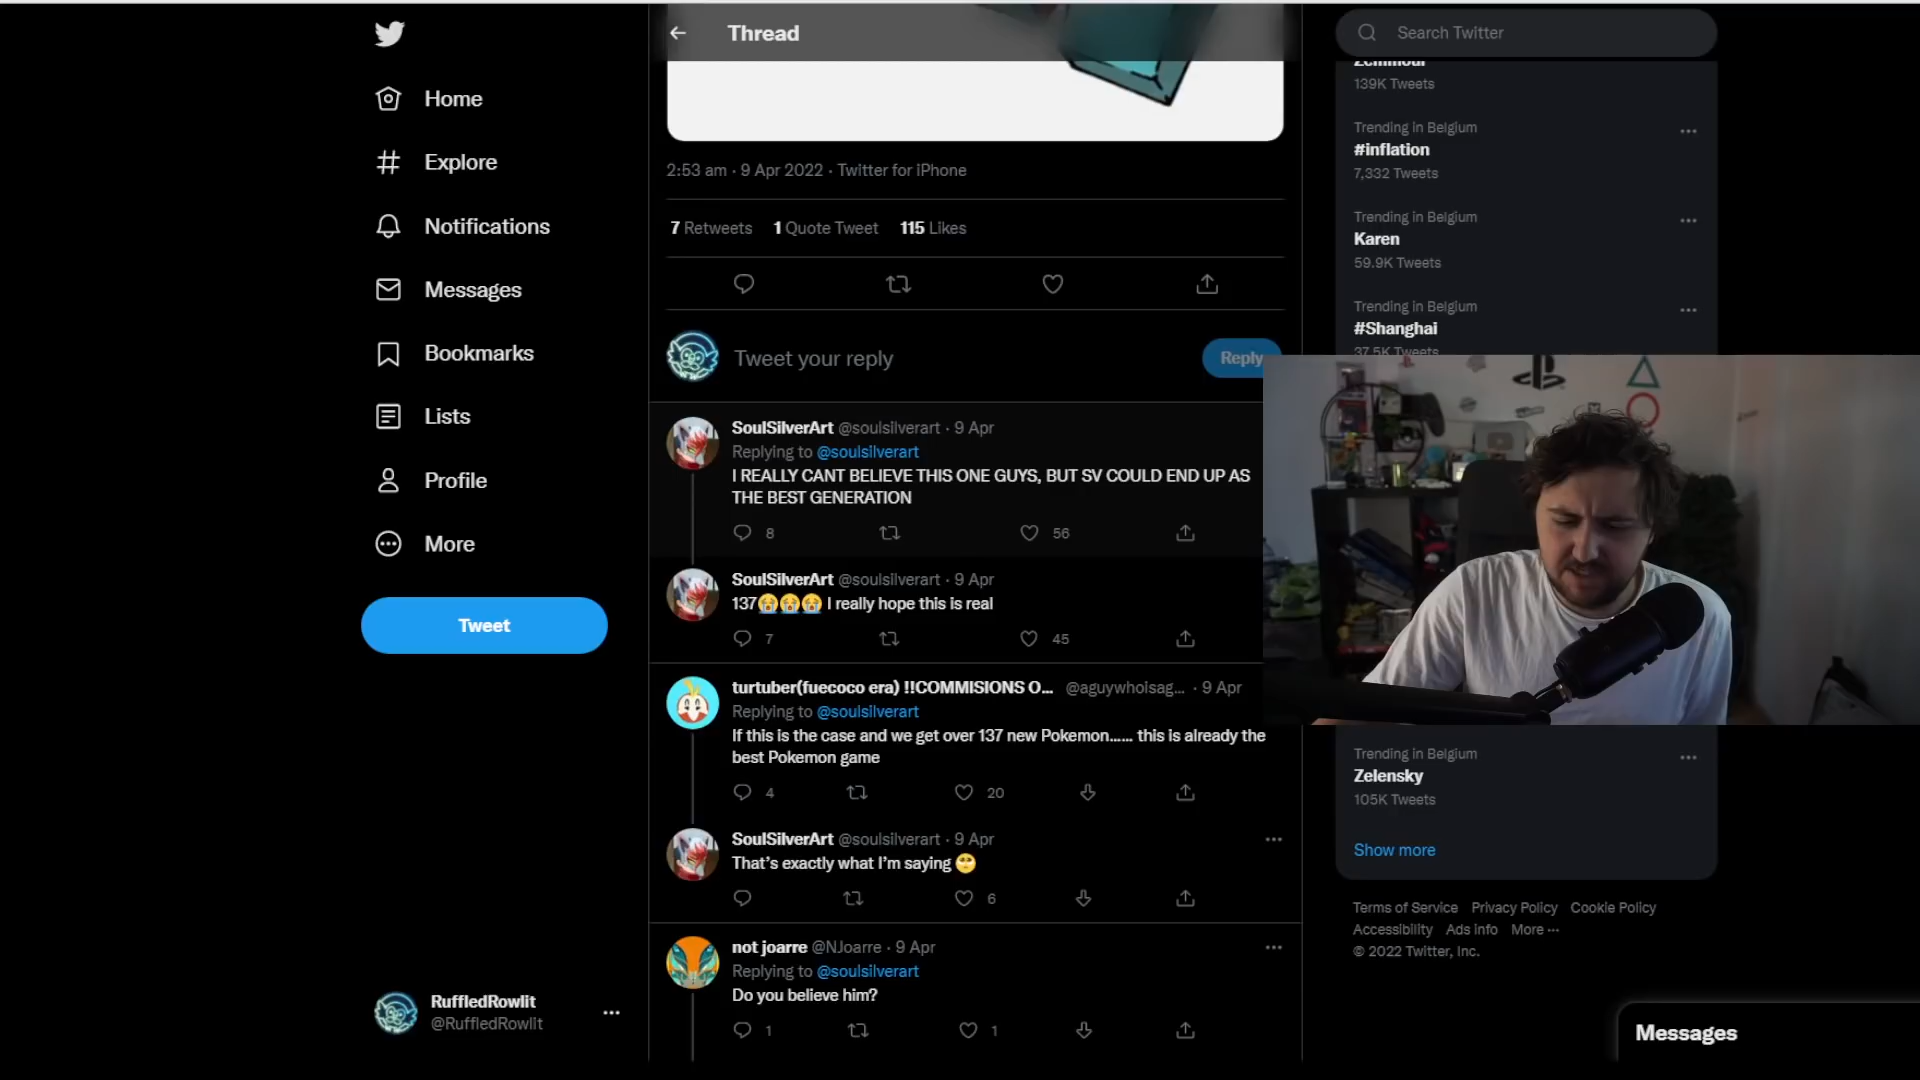 Thread
Search Twitter
Home
Explore
Notifications
Messages
Bookmarks
Lists
Profile
More
Tweet
RuffledRowlit
@RuffledRowlit
2:53 am · 9 Apr 2022 · Twitter for iPhone
7 Retweets 1 Quote Tweet 115 Likes
Tweet your reply
Reply
SoulSilverArt @soulsilverart · 9 Apr
Replying to @soulsilverart
I REALLY CANT BELIEVE THIS ONE GUYS, BUT SV COULD END UP AS
THE BEST GENERATION
8 56
SoulSilverArt @soulsilverart · 9 Apr
137😭😭😭 I really hope this is real
7 45
turtuber(fuecoco era) !!COMMISIONS O... @aguywhoisag... · 9 Apr
Replying to @soulsilverart
If this is the case and we get over 137 new Pokemon...... this is already the
best Pokemon game
4 20
SoulSilverArt @soulsilverart · 9 Apr
That's exactly what I'm saying 🙄
6
not joarre @NJoarre · 9 Apr
Replying to @soulsilverart
Do you believe him?
1 1
Zemmour
139K Tweets
Trending in Belgium
#inflation
7,332 Tweets
Trending in Belgium
Karen
59.9K Tweets
Trending in Belgium
#Shanghai
37.5K Tweets
Trending in Belgium
Zelensky
105K Tweets
Show more
Terms of Service Privacy Policy Cookie Policy
Accessibility Ads info More ···
© 2022 Twitter, Inc.
Messages